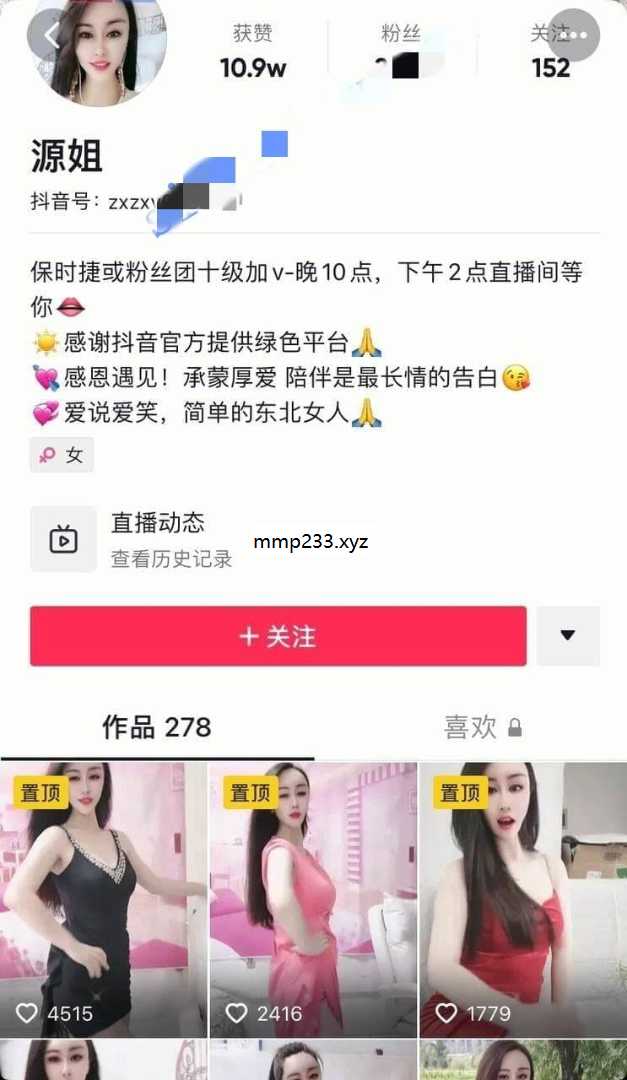 获赞 粉丝 关注
10.9w 152
源姐
抖音号：zxzx
保时捷或粉丝团十级加v-晚10点，下午2点直播间等
你👄
☀️感谢抖音官方提供绿色平台🙏
💘感恩遇见！承蒙厚爱 陪伴是最长情的告白😘
💞爱说爱笑，简单的东北女人🙏
女
直播动态
查看历史记录
mmp233.xyz
+ 关注
作品 278 喜欢
置顶 置顶 置顶
4515 2416 1779